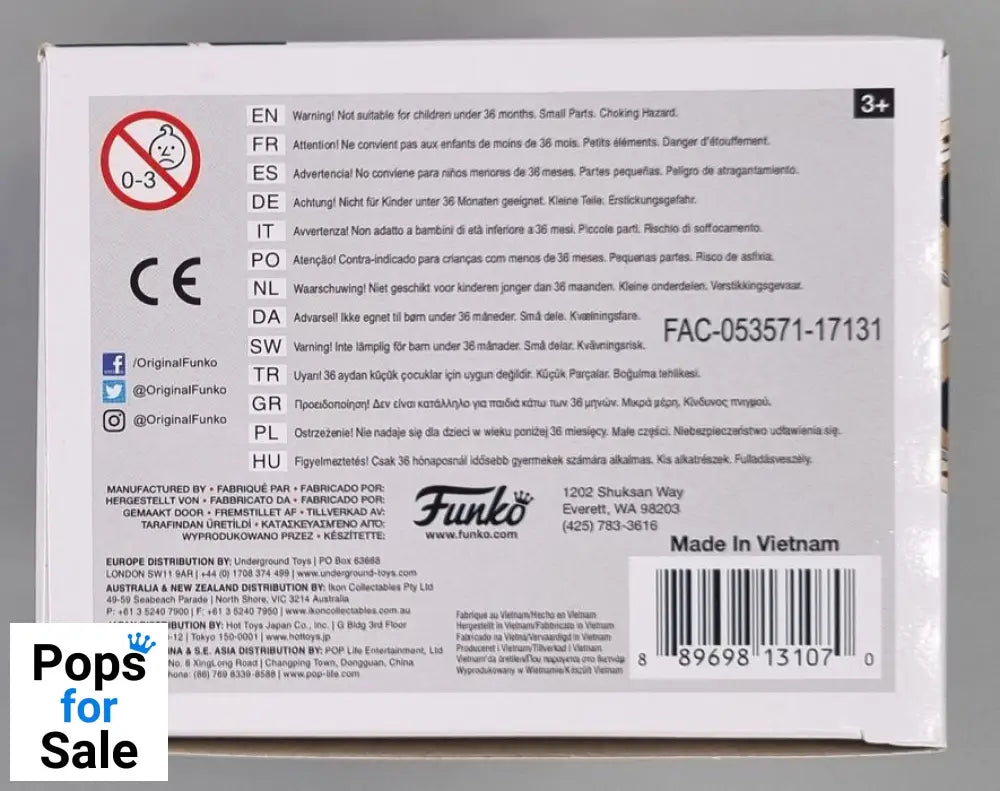 3+
0-3
EN Warning! Not suitable for children under 36 months. Small Parts. Choking Hazard.
FR Attention! Ne convient pas aux enfants de moins de 36 mois. Petits éléments. Danger d'étouffement.
ES Advertencia! No conviene para niños menores de 36 meses. Partes pequeñas. Peligro de atragantamiento.
DE Achtung! Nicht für Kinder unter 36 Monaten geeignet. Kleine Teile. Erstickungsgefahr.
IT Avvertenza! Non adatto a bambini di età inferiore a 36 mesi. Piccole parti. Rischio di soffocamento.
PO Atenção! Contra-indicado para crianças com menos de 36 meses. Pequenas partes. Risco de asfixia.
NL Waarschuwing! Niet geschikt voor kinderen jonger dan 36 maanden. Kleine onderdelen. Verstikkingsgevaar.
DA Advarsel! Ikke egnet til børn under 36 måneder. Små dele. Kvælningsfare.
SW Varning! Inte lämplig för barn under 36 månader. Små delar. Kvävningsrisk.
TR Uyarı! 36 aydan küçük çocuklar için uygun değildir. Küçük Parçalar. Boğulma tehlikesi.
GR Προειδοποίηση! Δεν είναι κατάλληλο για παιδιά κάτω των 36 μηνών. Μικρά μέρη. Κίνδυνος πνιγμού.
PL Ostrzeżenie! Nie nadaje się dla dzieci w wieku poniżej 36 miesięcy. Małe części. Niebezpieczeństwo udławienia się.
HU Figyelmeztetés! Csak 36 hónaposnál idősebb gyermekek számára alkalmas. Kis alkatrészek. Fulladásveszély.
FAC-053571-17131
CE
/OriginalFunko
@OriginalFunko
@OriginalFunko
MANUFACTURED BY • FABRIQUÉ PAR • FABRICADO POR:
HERGESTELLT VON • FABBRICATO DA • FABRICADO POR:
GEMAAKT DOOR • FREMSTILLET AF • TILLVERKAD AV:
TARAFINDAN ÜRETİLDİ • ΚΑΤΑΣΚΕΥΑΣΜΈΝΟ ΑΠΌ:
WYPRODUKOWANO PRZEZ • KÉSZÍTETTE:
Funko
www.funko.com
1202 Shuksan Way
Everett, WA 98203
(425) 783-3616
Made In Vietnam
EUROPE DISTRIBUTION BY: Underground Toys | PO Box 63668
LONDON SW11 9AR | +44 (0) 1708 374 499 | www.underground-toys.com
AUSTRALIA & NEW ZEALAND DISTRIBUTION BY: Ikon Collectables Pty Ltd
49-59 Seabeach Parade | North Shore, VIC 3214 Australia
P: +61 3 5240 7900 | F: +61 3 5240 7950 | www.ikoncollectables.com.au
IBUTION BY: Hot Toys Japan Co., Inc. | G Bldg 3rd Floor
-12 | Tokyo 150-0001 | www.hottoys.jp
INA & S.E. ASIA DISTRIBUTION BY: POP Life Entertainment, Ltd
No. 6 XingLong Road | Changping Town, Dongguan, China
hone: (86) 769 8339-8588 | www.pop-life.com
Fabriqué au Vietnam/Hecho en Vietnam
Hergestellt in Vietnam/Fabbricato in Vietnam
Fabricado na Vietnã/Vervaardigd in Vietnam
Produceret i Vietnam/Tillverkad i Vietnam
Vietnam'da üretilen/Που παράγεται στο Βιετνάμ
Wyprodukowany w Wietnamie/Készült Vietnam
8 89698 13107 0
Pops
for
Sale